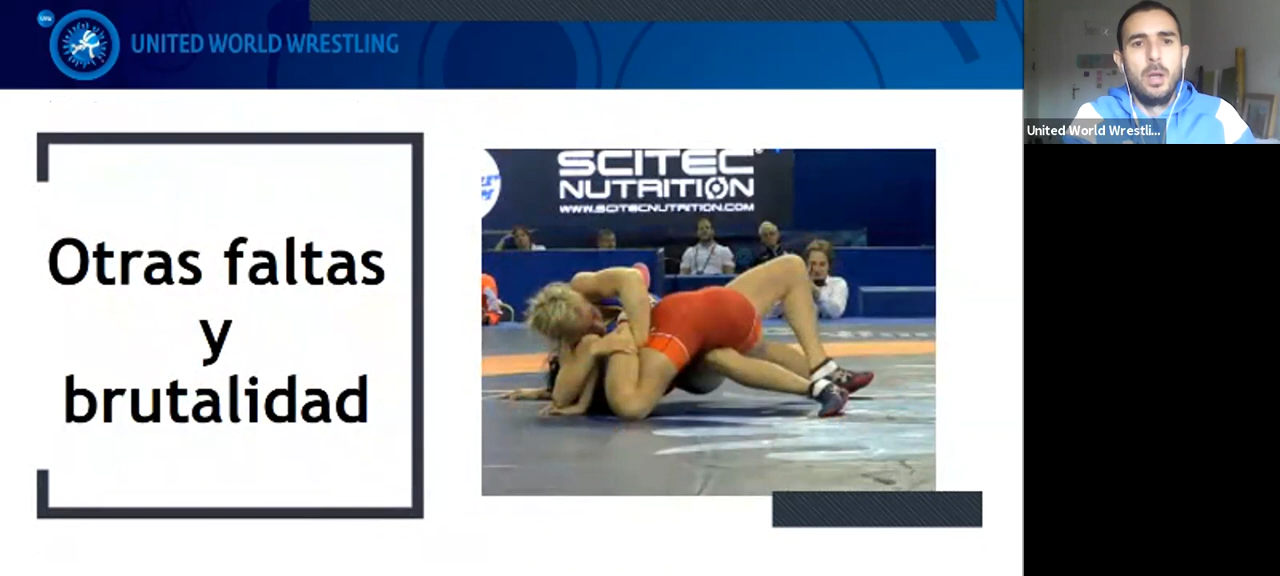 UNITED WORLD WRESTLING
Otras faltas
y
brutalidad
SCITEC
NUTRITION
WWW.SCITECNUTRITION.COM
United World Wrestli...